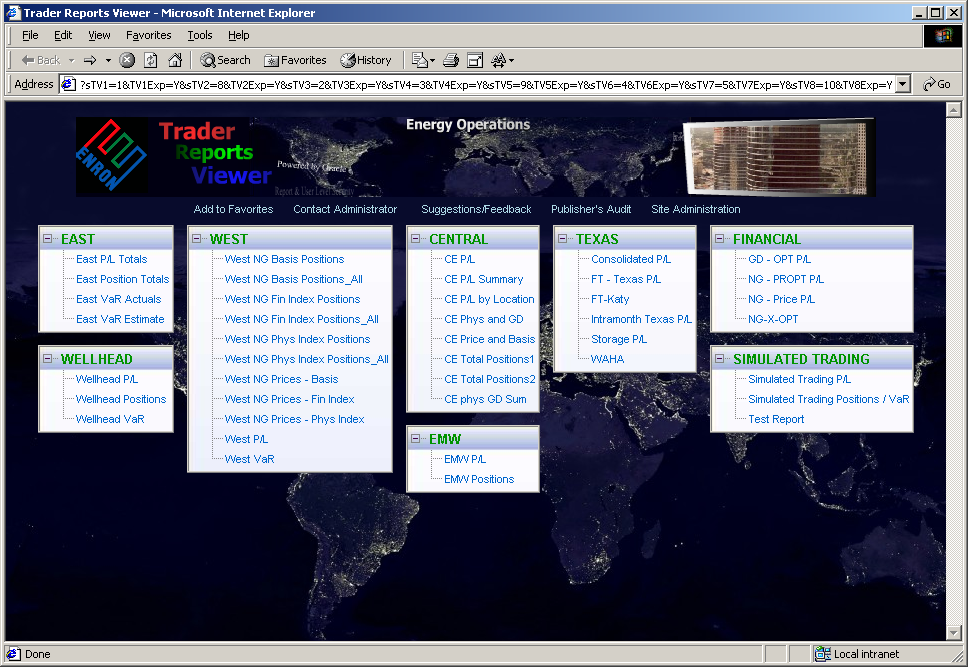 Trader Reports Viewer - Microsoft Internet Explorer
File Edit View Favorites Tools Help
Back Search Favorites History
Address ?sTV1=1&TV1Exp=Y&sTV2=8&TV2Exp=Y&sTV3=2&TV3Exp=Y&sTV4=3&TV4Exp=Y&sTV5=9&TV5Exp=Y&sTV6=4&TV6Exp=Y&sTV7=5&TV7Exp=Y&sTV8=10&TV8Exp=Y Go
ENRON
Trader
Reports
Viewer
Energy Operations
Powered by Oracle
Report & User Level Security
Add to Favorites Contact Administrator Suggestions/Feedback Publisher's Audit Site Administration
EAST
East P/L Totals
East Position Totals
East VaR Actuals
East VaR Estimate
WELLHEAD
Wellhead P/L
Wellhead Positions
Wellhead VaR
WEST
West NG Basis Positions
West NG Basis Positions_All
West NG Fin Index Positions
West NG Fin Index Positions_All
West NG Phys Index Positions
West NG Phys Index Positions_All
West NG Prices - Basis
West NG Prices - Fin Index
West NG Prices - Phys Index
West P/L
West VaR
CENTRAL
CE P/L
CE P/L Summary
CE P/L by Location
CE Phys and GD
CE Price and Basis
CE Total Positions1
CE Total Positions2
CE phys GD Sum
EMW
EMW P/L
EMW Positions
TEXAS
Consolidated P/L
FT - Texas P/L
FT-Katy
Intramonth Texas P/L
Storage P/L
WAHA
FINANCIAL
GD - OPT P/L
NG - PROPT P/L
NG - Price P/L
NG-X-OPT
SIMULATED TRADING
Simulated Trading P/L
Simulated Trading Positions / VaR
Test Report
Done Local intranet